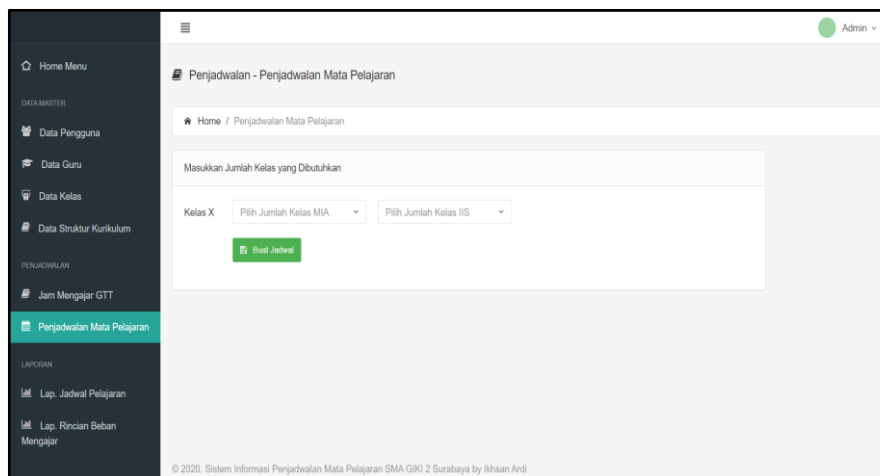 Admin
Home Menu
Penjadwalan - Penjadwalan Mata Pelajaran
DATA MASTER
Home / Penjadwalan Mata Pelajaran
Data Pengguna
Data Guru
Masukkan Jumlah Kelas yang Dibutuhkan
Data Kelas
Kelas X Pilih Jumlah Kelas MIA Pilih Jumlah Kelas IIS
Data Struktur Kurikulum
Buat Jadwal
PENJADWALAN
Jam Mengajar GTT
Penjadwalan Mata Pelajaran
LAPORAN
Lap. Jadwal Pelajaran
Lap. Rincian Beban
Mengajar
© 2020. Sistem Informasi Penjadwalan Mata Pelajaran SMA GIKI 2 Surabaya by Ikhsan Ardi